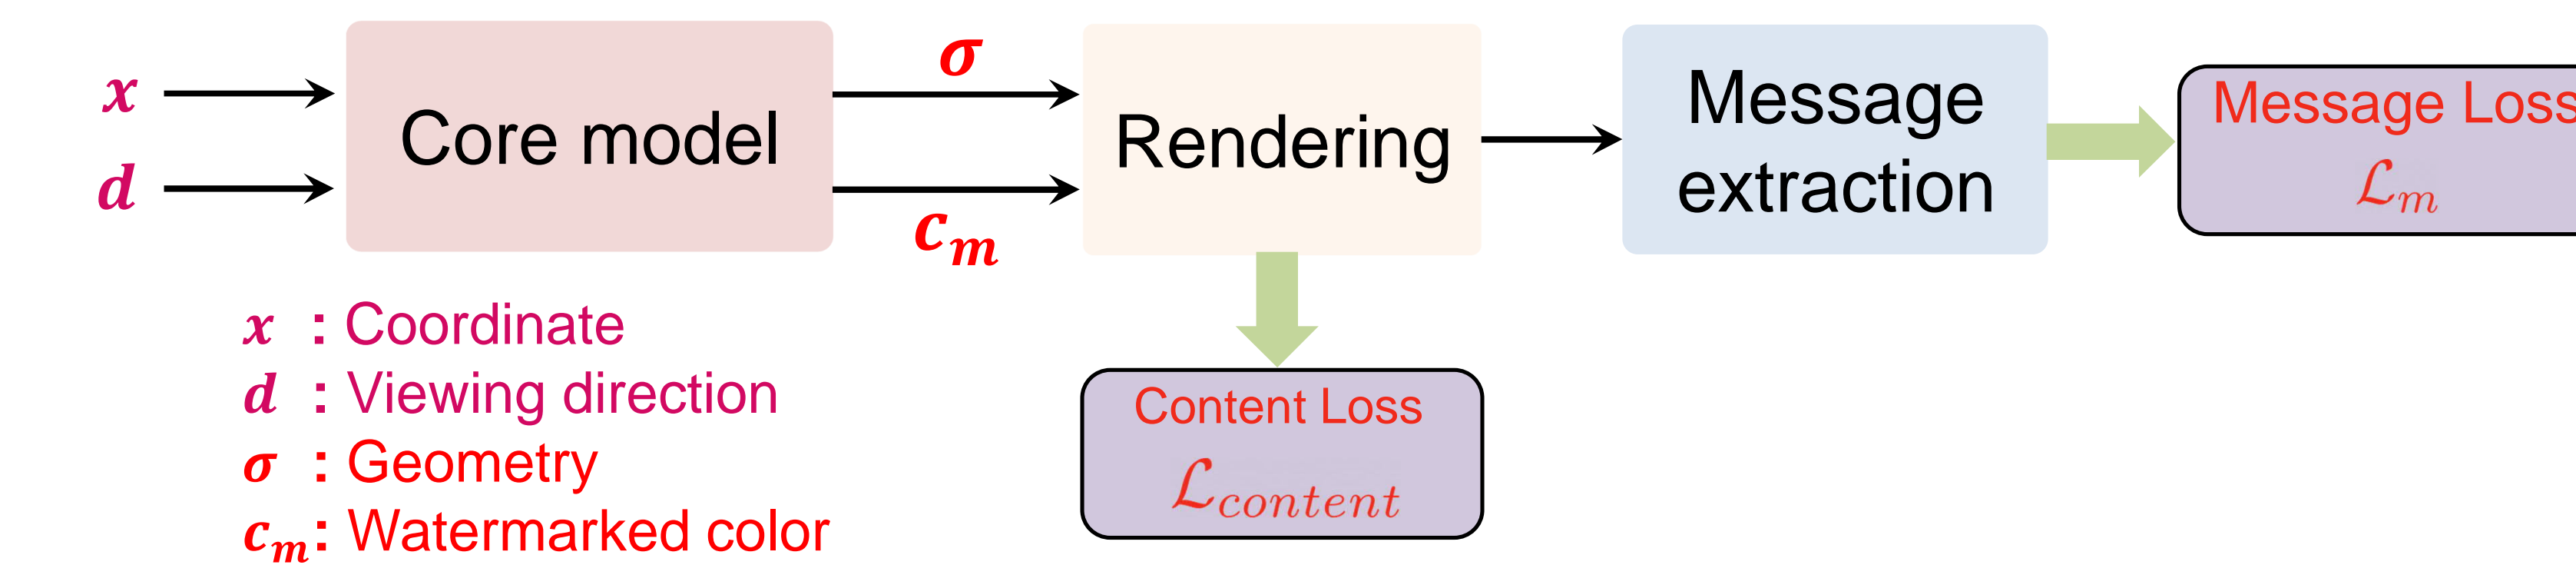 x
d
Core model
σ
c_m
Rendering
Message
extraction
Message Loss
ℒ_m
Content Loss
ℒ_content
x : Coordinate
d : Viewing direction
σ : Geometry
c_m: Watermarked color